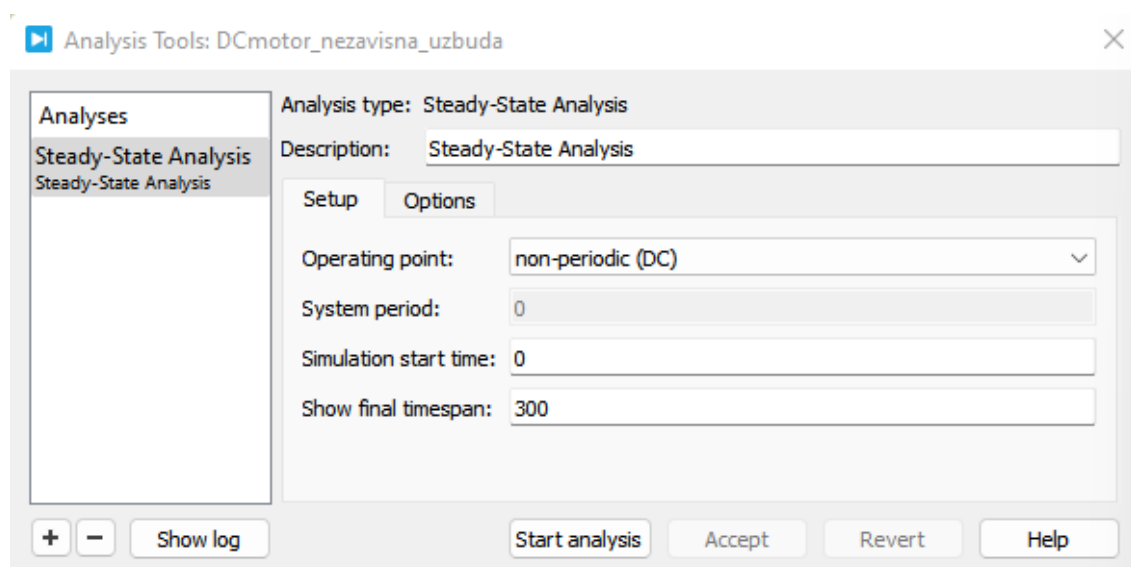 Analysis Tools: DCmotor_nezavisna_uzbuda
Analyses
Steady-State Analysis
Steady-State Analysis
Analysis type: Steady-State Analysis
Description: Steady-State Analysis
Setup Options
Operating point: non-periodic (DC)
System period: 0
Simulation start time: 0
Show final timespan: 300
+ − Show log Start analysis Accept Revert Help